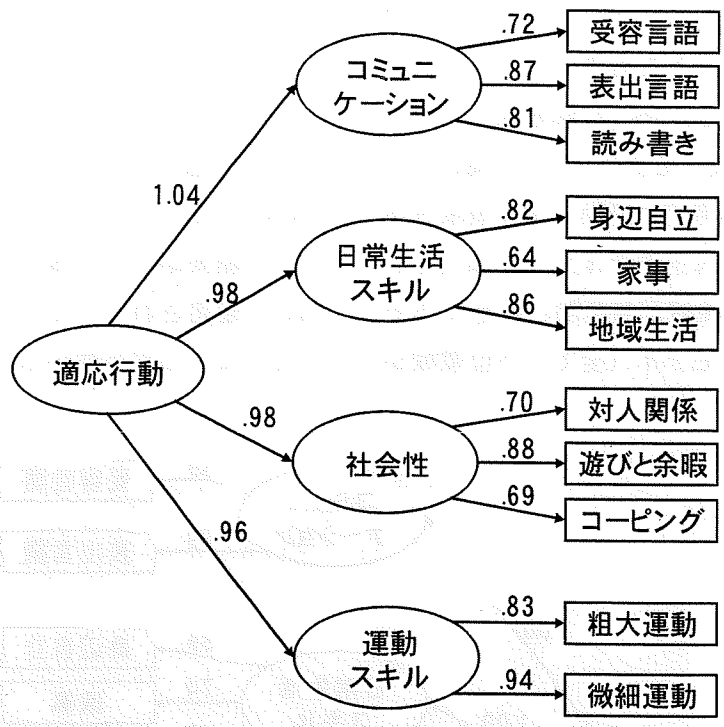 コミュニ
ケーション
.72
受容言語
.87
表出言語
.81
読み書き
1.04
日常生活
スキル
.82
身辺自立
.64
家事
.86
地域生活
.98
適応行動
.98
社会性
.70
対人関係
.88
遊びと余暇
.69
コーピング
.96
運動
スキル
.83
粗大運動
.94
微細運動